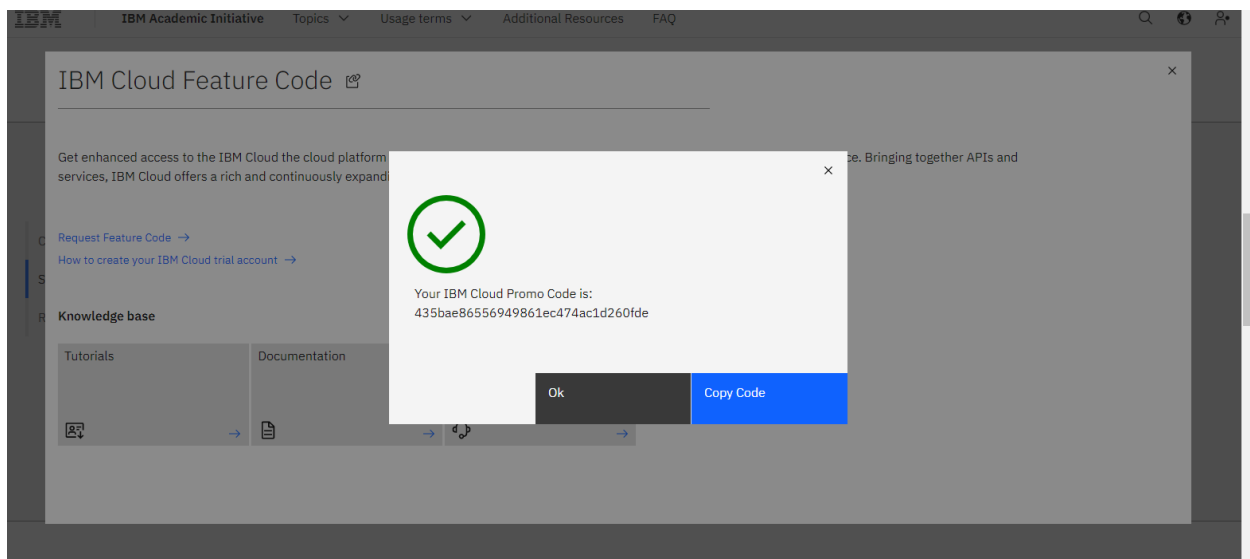 IBM
IBM Academic Initiative Topics Usage terms Additional Resources FAQ
IBM Cloud Feature Code
Get enhanced access to the IBM Cloud the cloud platform
ce. Bringing together APIs and
services, IBM Cloud offers a rich and continuously expandi
Request Feature Code →
How to create your IBM Cloud trial account →
Knowledge base
Tutorials
Documentation
Your IBM Cloud Promo Code is:
435bae86556949861ec474ac1d260fde
Ok
Copy Code